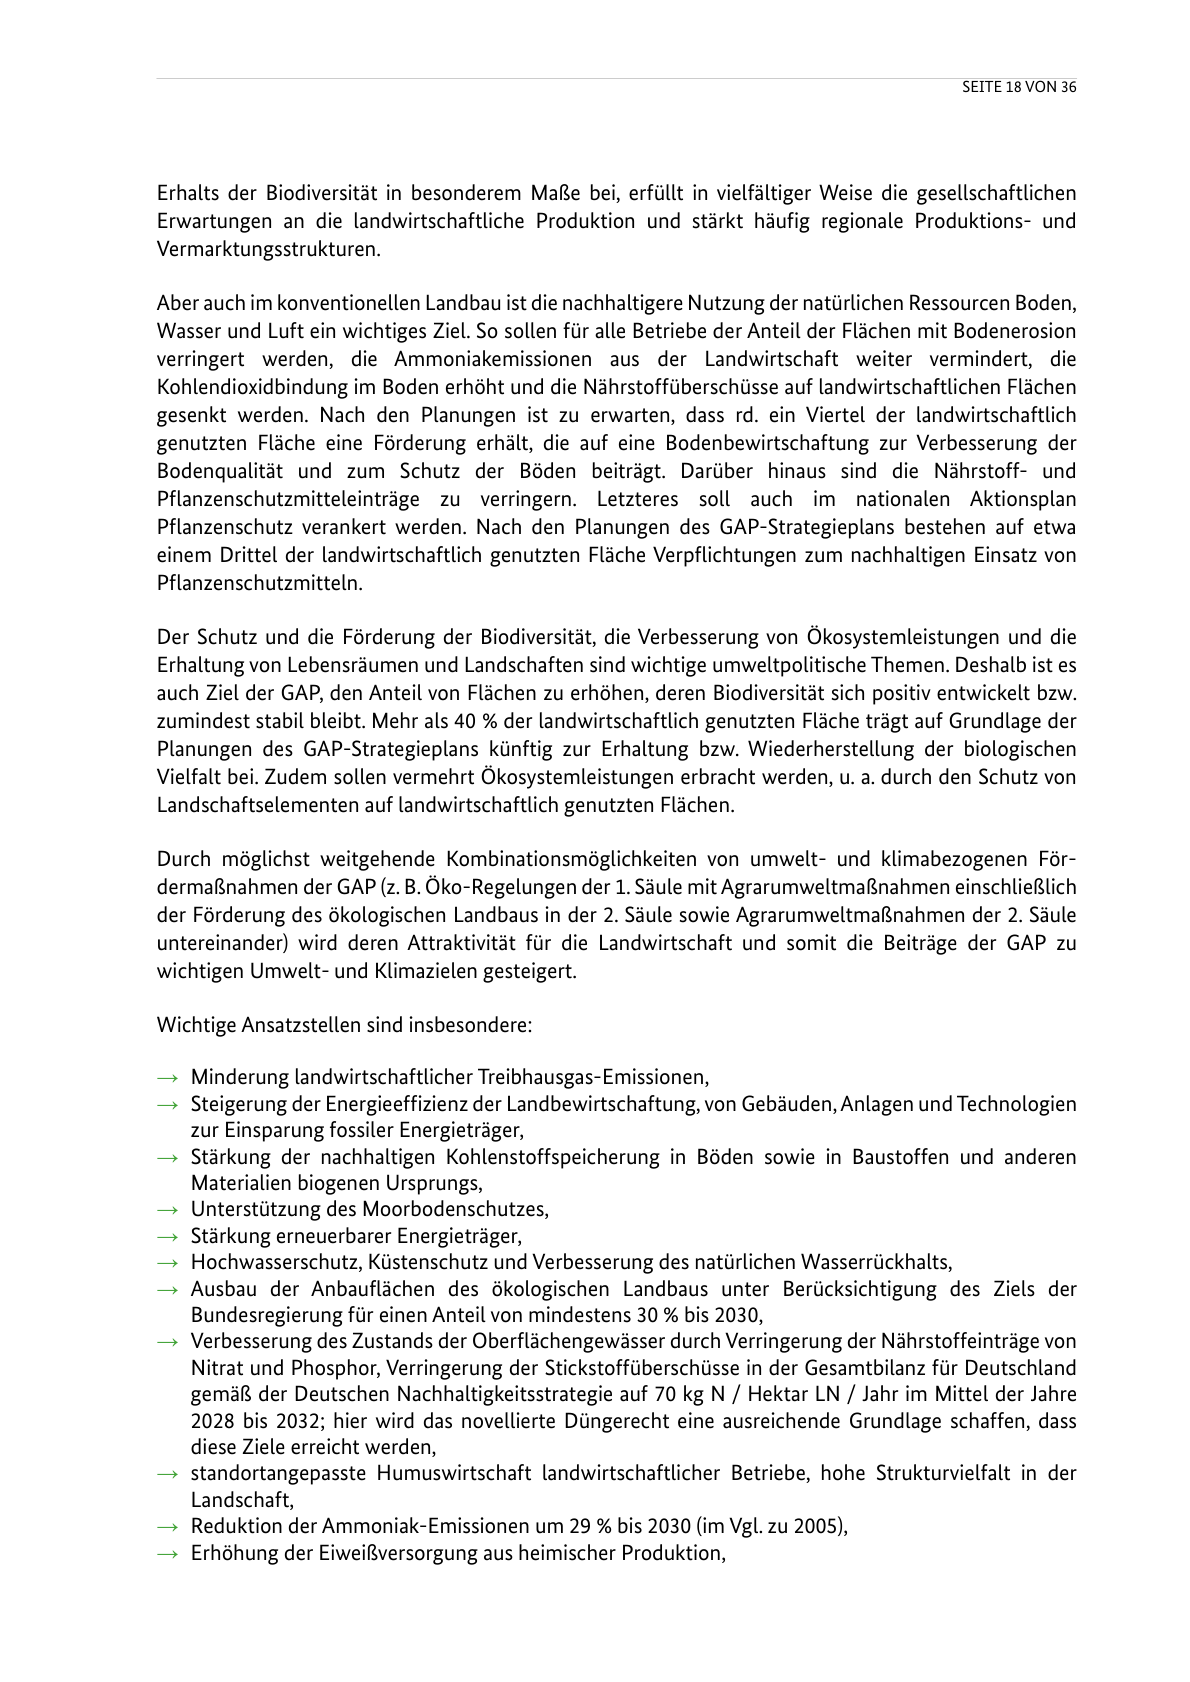 SEITE 18 VON 36
Erhalts der Biodiversität in besonderem Maße bei, erfüllt in vielfältiger Weise die gesellschaftlichen
Erwartungen an die landwirtschaftliche Produktion und stärkt häufig regionale Produktions- und
Vermarktungsstrukturen.
Aber auch im konventionellen Landbau ist die nachhaltigere Nutzung der natürlichen Ressourcen Boden,
Wasser und Luft ein wichtiges Ziel. So sollen für alle Betriebe der Anteil der Flächen mit Bodenerosion
verringert werden, die Ammoniakemissionen aus der Landwirtschaft weiter vermindert, die
Kohlendioxidbindung im Boden erhöht und die Nährstoffüberschüsse auf landwirtschaftlichen Flächen
gesenkt werden. Nach den Planungen ist zu erwarten, dass rd. ein Viertel der landwirtschaftlich
genutzten Fläche eine Förderung erhält, die auf eine Bodenbewirtschaftung zur Verbesserung der
Bodenqualität und zum Schutz der Böden beiträgt. Darüber hinaus sind die Nährstoff- und
Pflanzenschutzmitteleinträge zu verringern. Letzteres soll auch im nationalen Aktionsplan
Pflanzenschutz verankert werden. Nach den Planungen des GAP-Strategieplans bestehen auf etwa
einem Drittel der landwirtschaftlich genutzten Fläche Verpflichtungen zum nachhaltigen Einsatz von
Pflanzenschutzmitteln.
Der Schutz und die Förderung der Biodiversität, die Verbesserung von Ökosystemleistungen und die
Erhaltung von Lebensräumen und Landschaften sind wichtige umweltpolitische Themen. Deshalb ist es
auch Ziel der GAP, den Anteil von Flächen zu erhöhen, deren Biodiversität sich positiv entwickelt bzw.
zumindest stabil bleibt. Mehr als 40 % der landwirtschaftlich genutzten Fläche trägt auf Grundlage der
Planungen des GAP-Strategieplans künftig zur Erhaltung bzw. Wiederherstellung der biologischen
Vielfalt bei. Zudem sollen vermehrt Ökosystemleistungen erbracht werden, u. a. durch den Schutz von
Landschaftselementen auf landwirtschaftlich genutzten Flächen.
Durch möglichst weitgehende Kombinationsmöglichkeiten von umwelt- und klimabezogenen För-
dermaßnahmen der GAP (z. B. Öko-Regelungen der 1. Säule mit Agrarumweltmaßnahmen einschließlich
der Förderung des ökologischen Landbaus in der 2. Säule sowie Agrarumweltmaßnahmen der 2. Säule
untereinander) wird deren Attraktivität für die Landwirtschaft und somit die Beiträge der GAP zu
wichtigen Umwelt- und Klimazielen gesteigert.
Wichtige Ansatzstellen sind insbesondere:
→ Minderung landwirtschaftlicher Treibhausgas-Emissionen,
→ Steigerung der Energieeffizienz der Landbewirtschaftung, von Gebäuden, Anlagen und Technologien
zur Einsparung fossiler Energieträger,
→ Stärkung der nachhaltigen Kohlenstoffspeicherung in Böden sowie in Baustoffen und anderen
Materialien biogenen Ursprungs,
→ Unterstützung des Moorbodenschutzes,
→ Stärkung erneuerbarer Energieträger,
→ Hochwasserschutz, Küstenschutz und Verbesserung des natürlichen Wasserrückhalts,
→ Ausbau der Anbauflächen des ökologischen Landbaus unter Berücksichtigung des Ziels der
Bundesregierung für einen Anteil von mindestens 30 % bis 2030,
→ Verbesserung des Zustands der Oberflächengewässer durch Verringerung der Nährstoffeinträge von
Nitrat und Phosphor, Verringerung der Stickstoffüberschüsse in der Gesamtbilanz für Deutschland
gemäß der Deutschen Nachhaltigkeitsstrategie auf 70 kg N / Hektar LN / Jahr im Mittel der Jahre
2028 bis 2032; hier wird das novellierte Düngerecht eine ausreichende Grundlage schaffen, dass
diese Ziele erreicht werden,
→ standortangepasste Humuswirtschaft landwirtschaftlicher Betriebe, hohe Strukturvielfalt in der
Landschaft,
→ Reduktion der Ammoniak-Emissionen um 29 % bis 2030 (im Vgl. zu 2005),
→ Erhöhung der Eiweißversorgung aus heimischer Produktion,